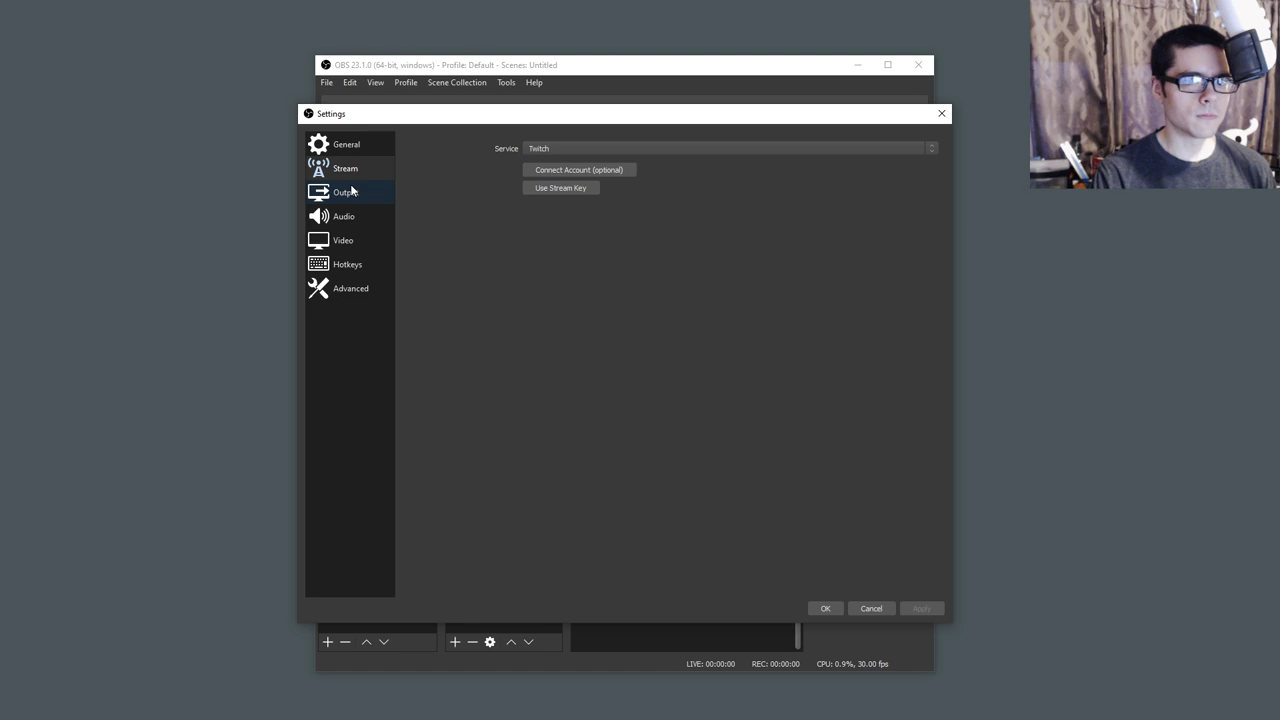 OBS 23.1.0 (64-bit, windows) - Profile: Default - Scenes: Untitled
File Edit View Profile Scene Collection Tools Help
Settings
General
Stream
Output
Audio
Video
Hotkeys
Advanced
Service Twitch
Connect Account (optional)
Use Stream Key
OK Cancel Apply
LIVE: 00:00:00 REC: 00:00:00 CPU: 0.9%, 30.00 fps